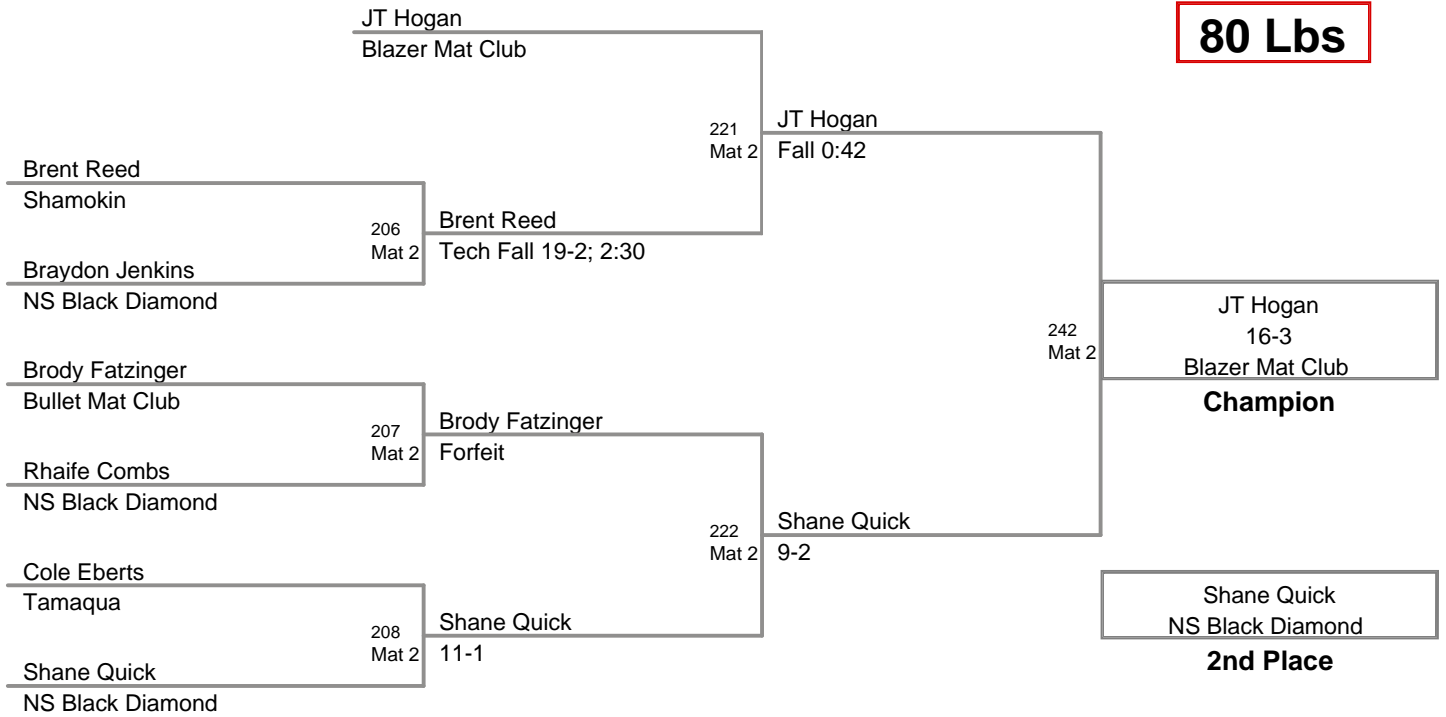 JT Hogan
Blazer Mat Club
80 Lbs
221
Mat 2
JT Hogan
Fall 0:42
Brent Reed
Shamokin
206
Mat 2
Brent Reed
Tech Fall 19-2; 2:30
Braydon Jenkins
NS Black Diamond
242
Mat 2
JT Hogan
16-3
Blazer Mat Club
Champion
Brody Fatzinger
Bullet Mat Club
207
Mat 2
Brody Fatzinger
Forfeit
Rhaife Combs
NS Black Diamond
222
Mat 2
Shane Quick
9-2
Cole Eberts
Tamaqua
208
Mat 2
Shane Quick
11-1
Shane Quick
NS Black Diamond
Shane Quick
NS Black Diamond
2nd Place